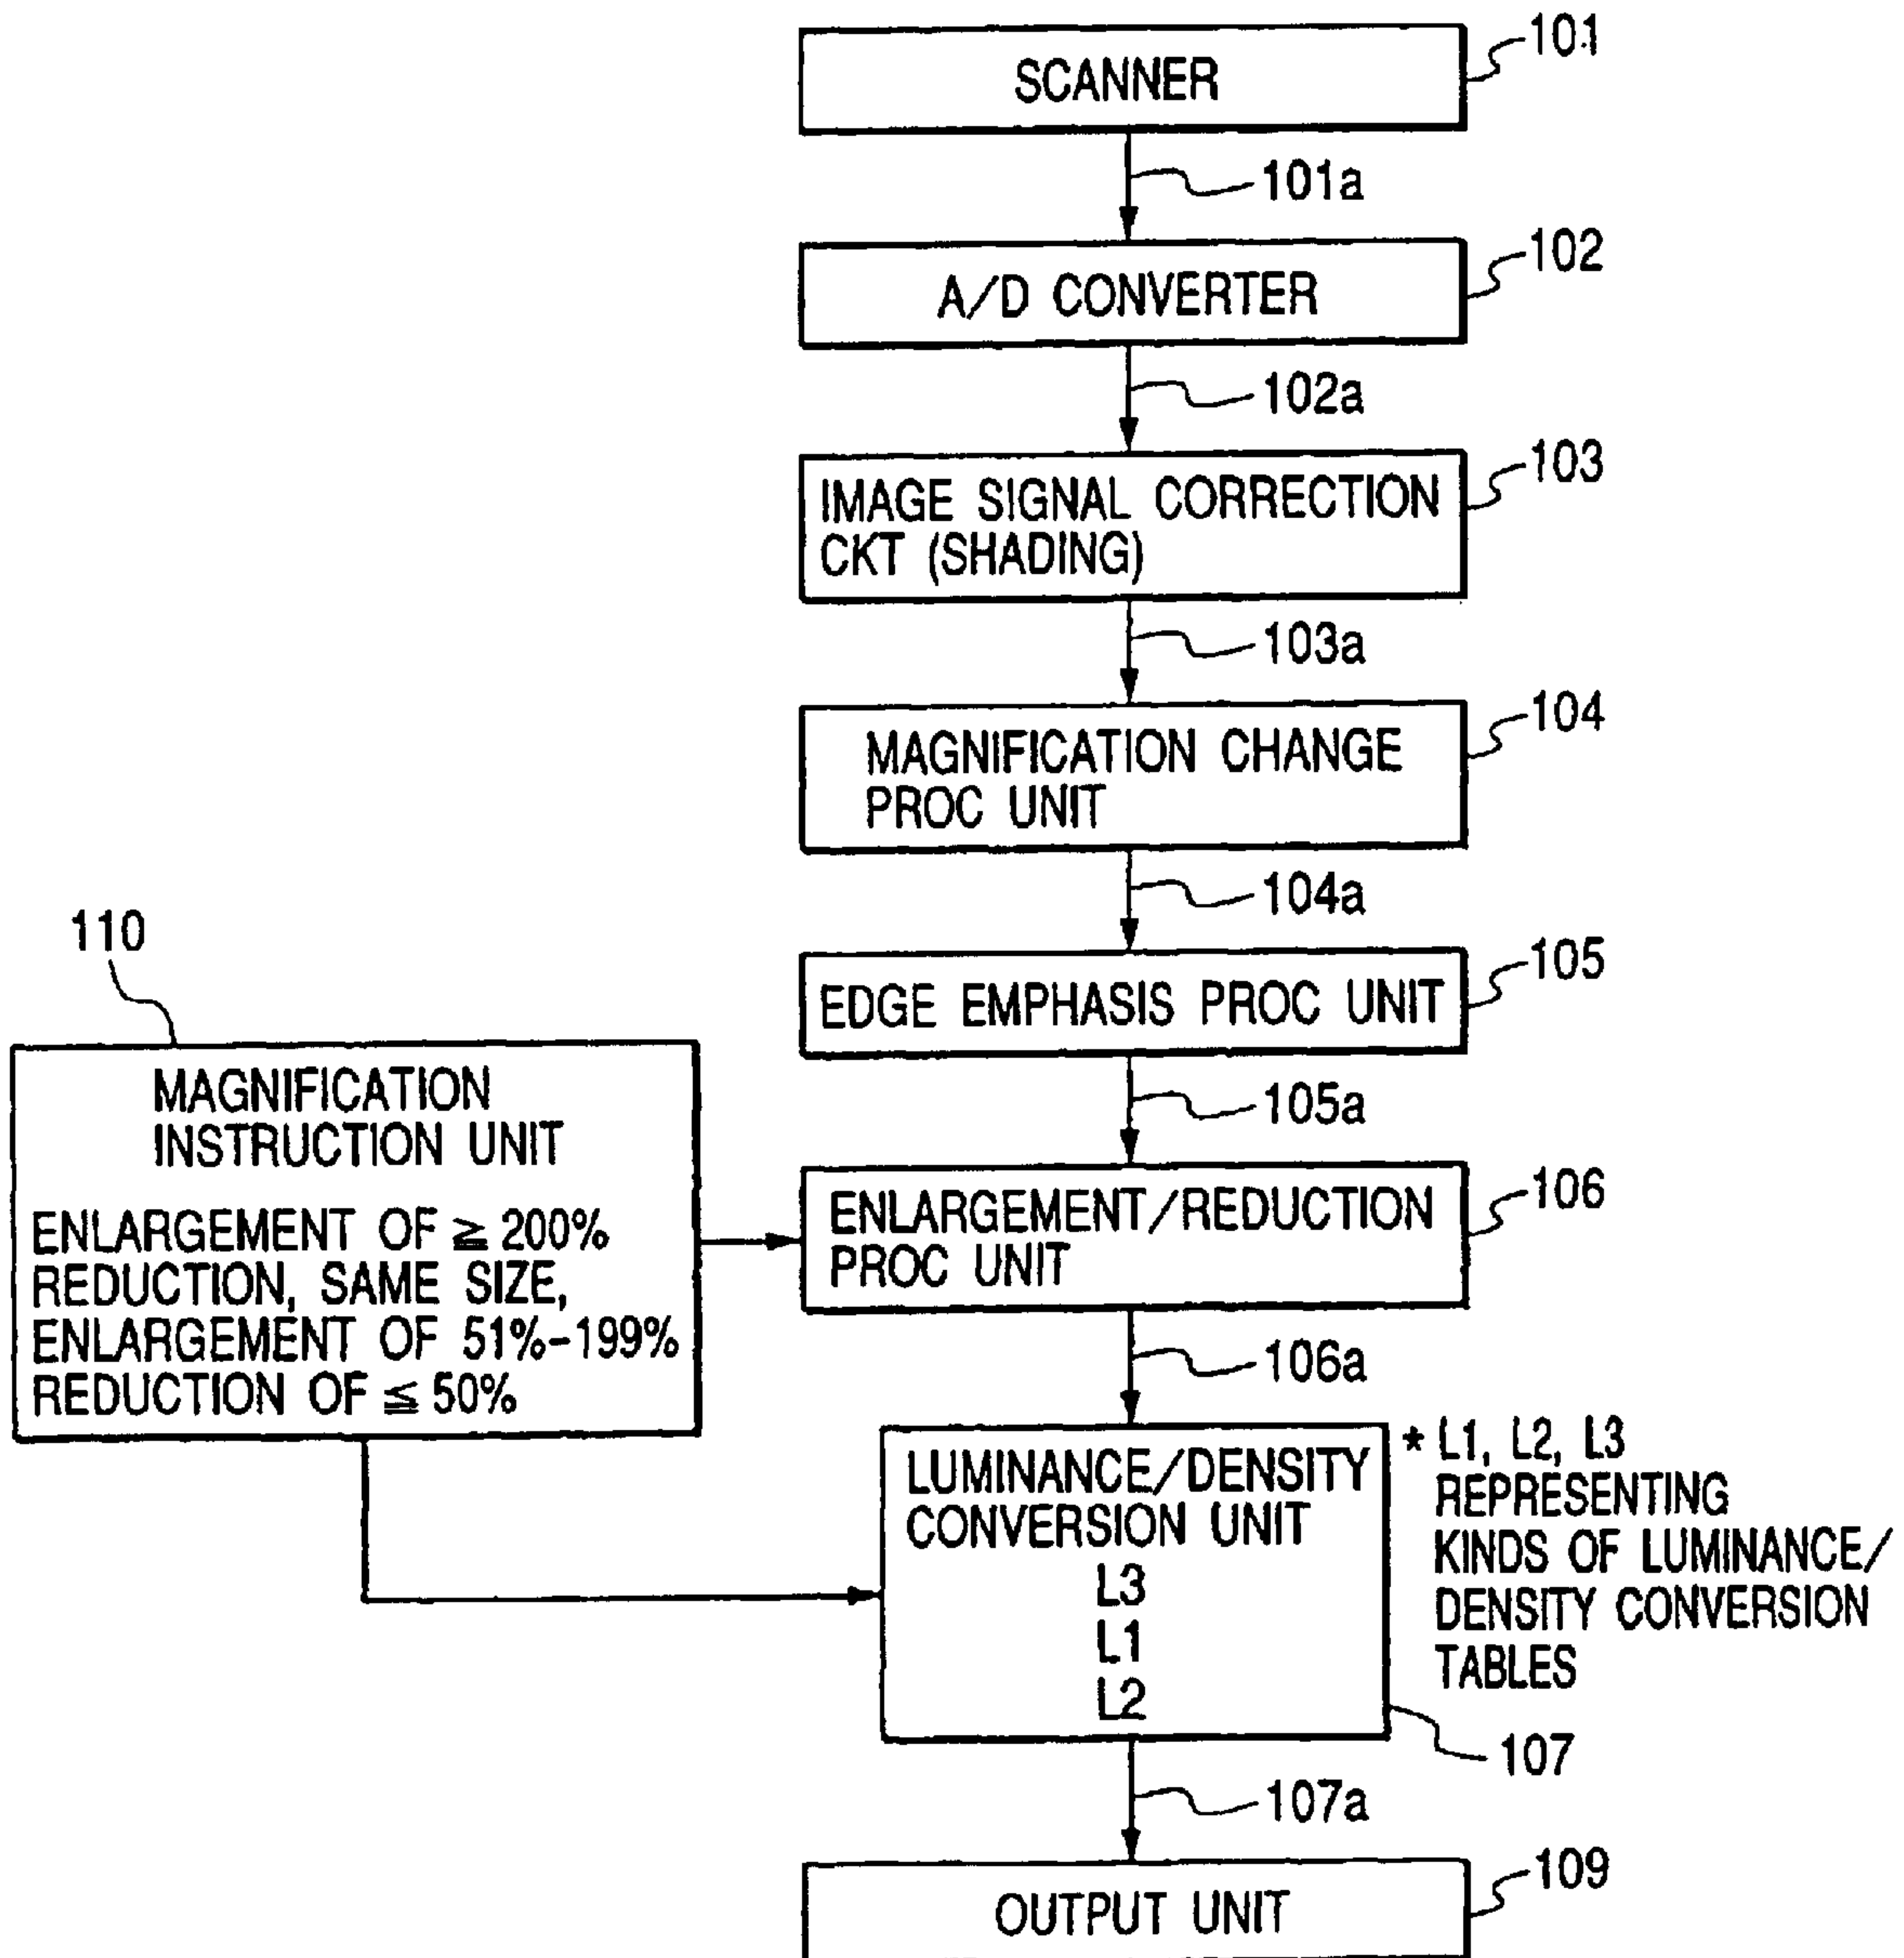 SCANNER
101
101a
A/D CONVERTER
102
102a
IMAGE SIGNAL CORRECTION
CKT (SHADING)
103
103a
MAGNIFICATION CHANGE
PROC UNIT
104
104a
EDGE EMPHASIS PROC UNIT
105
105a
110
MAGNIFICATION
INSTRUCTION UNIT
ENLARGEMENT OF ≧ 200%
REDUCTION, SAME SIZE,
ENLARGEMENT OF 51%-199%
REDUCTION OF ≦ 50%
ENLARGEMENT/REDUCTION
PROC UNIT
106
106a
LUMINANCE/DENSITY
CONVERSION UNIT
L3
L1
L2
* L1, L2, L3
REPRESENTING
KINDS OF LUMINANCE/
DENSITY CONVERSION
TABLES
107
107a
OUTPUT UNIT
109